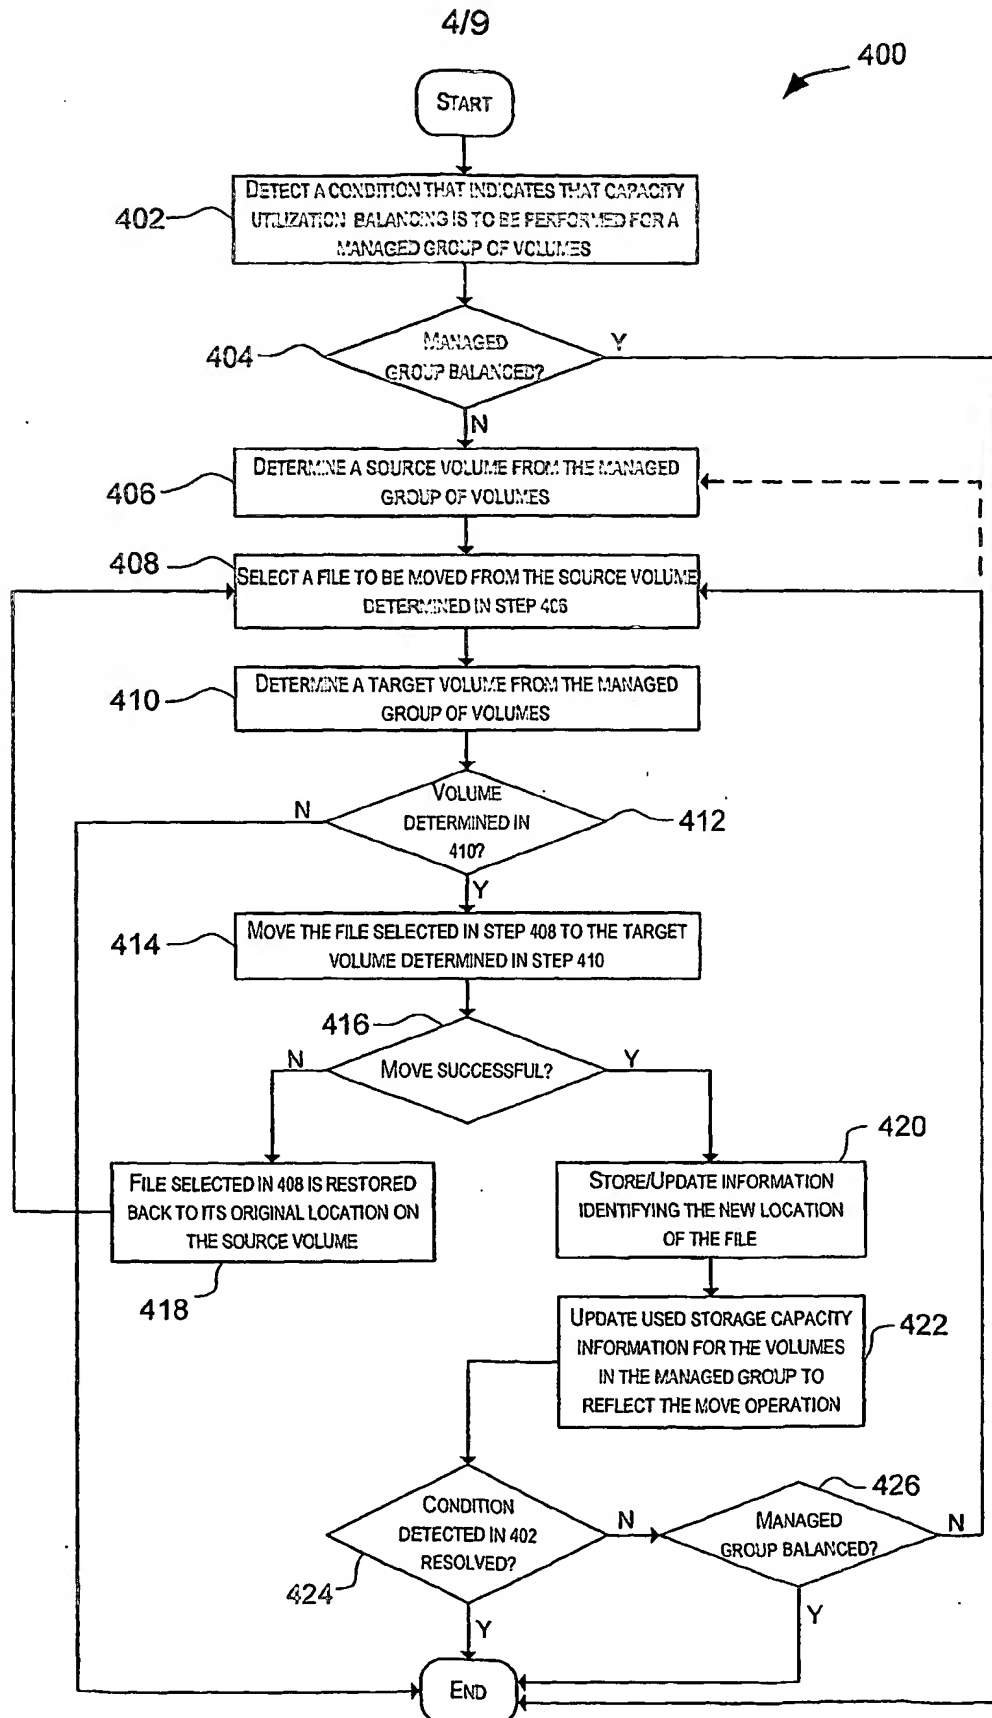 4/9
400
START
402
DETECT A CONDITION THAT INDICATES THAT CAPACITY
UTILIZATION BALANCING IS TO BE PERFORMED FOR A
MANAGED GROUP OF VOLUMES
404
MANAGED
GROUP BALANCED?
Y
N
406
DETERMINE A SOURCE VOLUME FROM THE MANAGED
GROUP OF VOLUMES
408
SELECT A FILE TO BE MOVED FROM THE SOURCE VOLUME
DETERMINED IN STEP 406
410
DETERMINE A TARGET VOLUME FROM THE MANAGED
GROUP OF VOLUMES
N
VOLUME
DETERMINED IN
410?
412
Y
414
MOVE THE FILE SELECTED IN STEP 408 TO THE TARGET
VOLUME DETERMINED IN STEP 410
416
N
MOVE SUCCESSFUL?
Y
420
FILE SELECTED IN 408 IS RESTORED
BACK TO ITS ORIGINAL LOCATION ON
THE SOURCE VOLUME
418
STORE/UPDATE INFORMATION
IDENTIFYING THE NEW LOCATION
OF THE FILE
UPDATE USED STORAGE CAPACITY
INFORMATION FOR THE VOLUMES
IN THE MANAGED GROUP TO
REFLECT THE MOVE OPERATION
422
CONDITION
DETECTED IN 402
RESOLVED?
424
N
426
MANAGED
GROUP BALANCED?
N
Y
Y
END